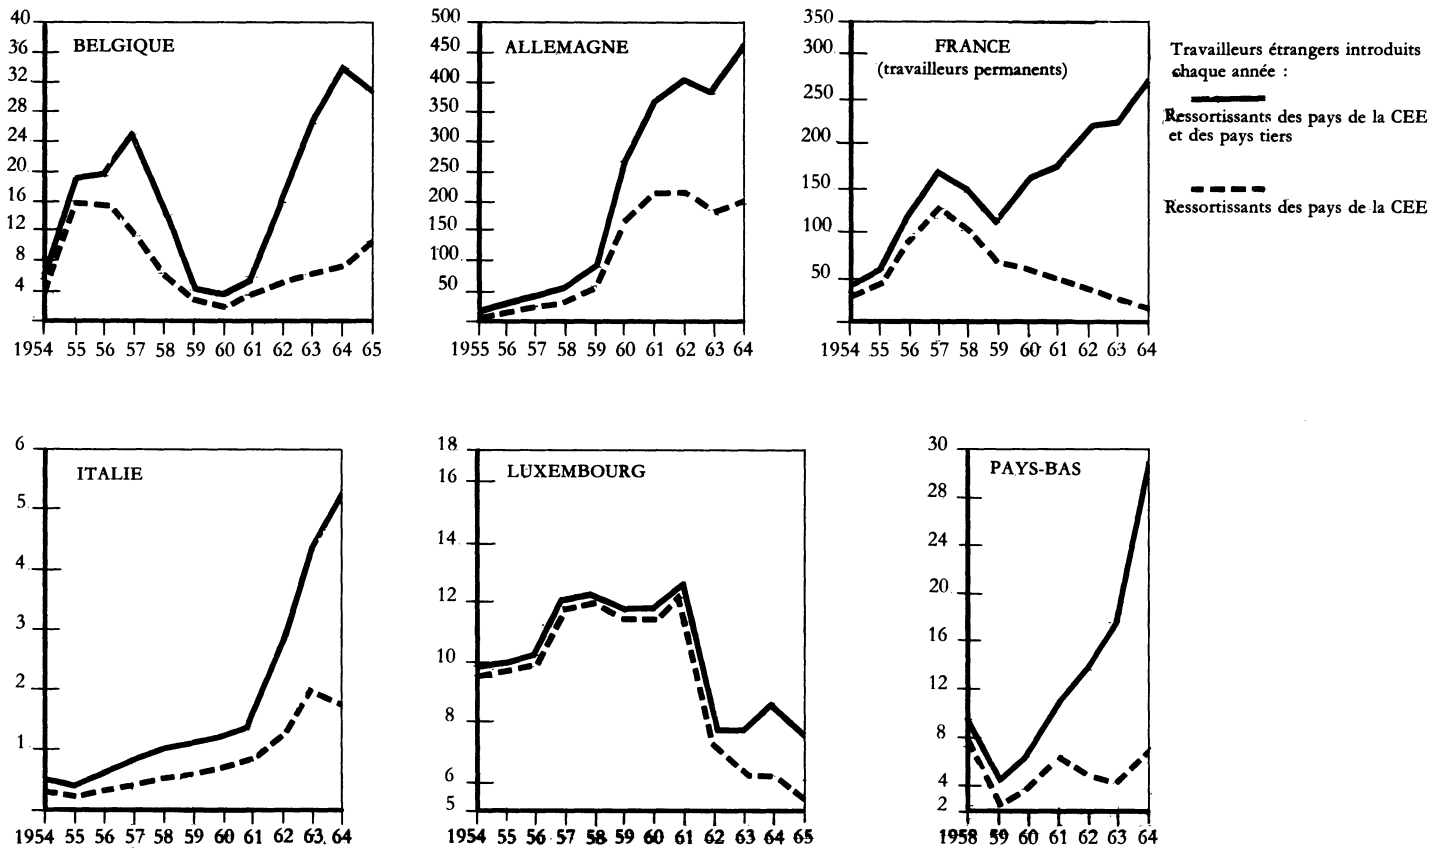 40
36
32
28
24
20
16
12
8
4
BELGIQUE
1954 55 56 57 58 59 60 61 62 63 64 65
500
450
400
350
300
250
200
150
100
50
ALLEMAGNE
1955 56 57 58 59 60 61 62 63 64
350
300
250
200
150
100
50
FRANCE
(travailleurs permanents)
1954 55 56 57 58 59 60 61 62 63 64
Travailleurs étrangers introduits
chaque année :
Ressortissants des pays de la CEE
et des pays tiers
Ressortissants des pays de la CEE
6
5
4
3
2
1
ITALIE
1954 55 56 57 58 59 60 61 62 63 64
18
16
14
12
10
8
6
5
LUXEMBOURG
1954 55 56 57 58 59 60 61 62 63 64 65
30
28
24
20
16
12
8
4
2
PAYS-BAS
1958 59 60 61 62 63 64